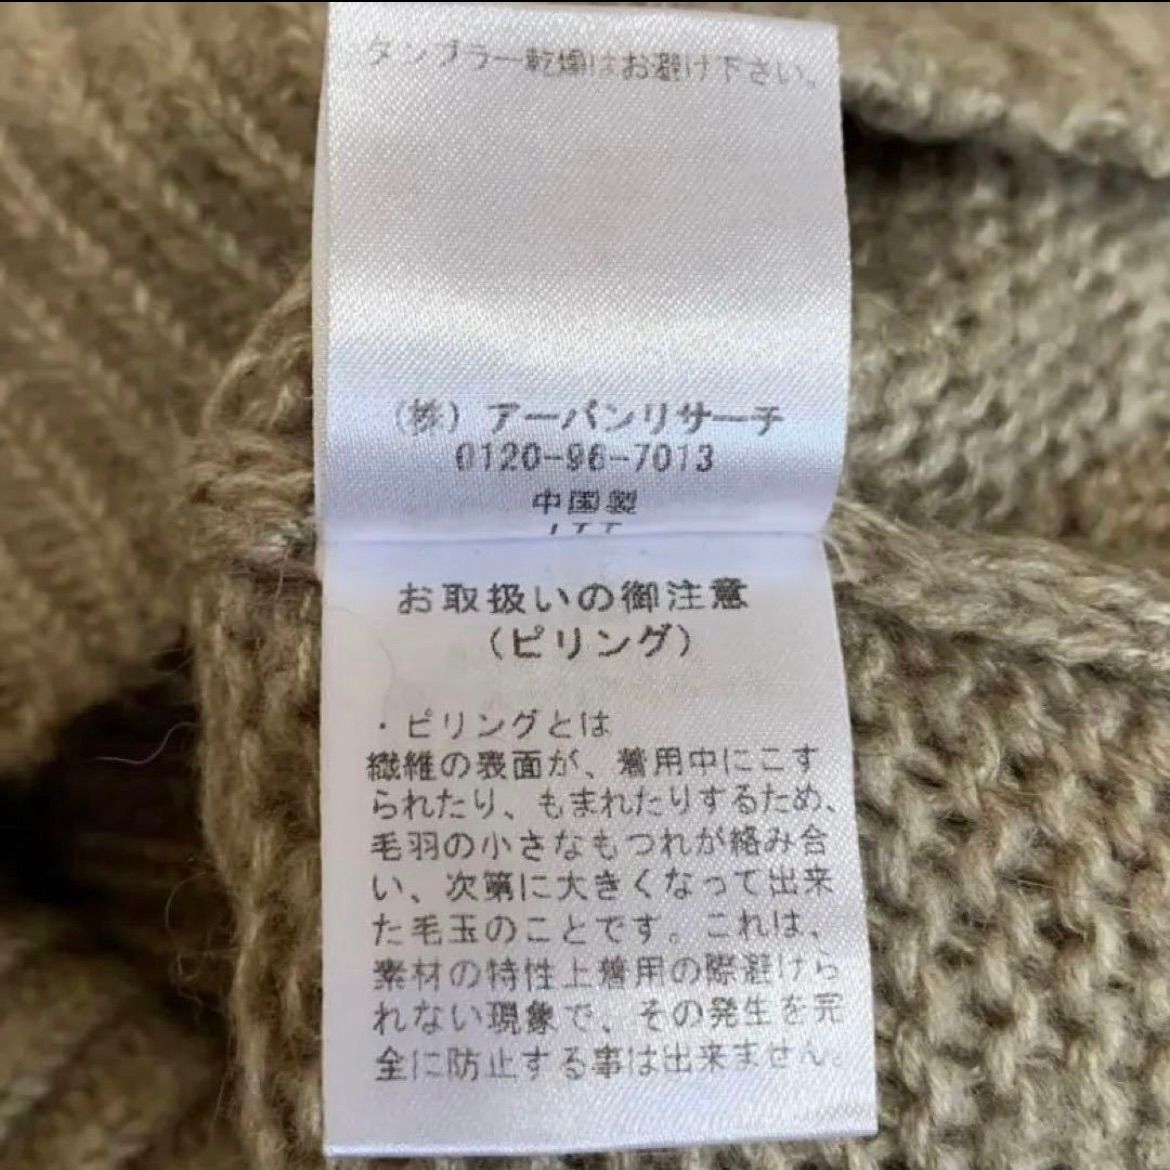 タンブラー乾燥はお避け下さい。
(株) アーバンリサーチ
0120-96-7013
中国製
お取扱いの御注意
(ピリング)
・ピリングとは
繊維の表面が、着用中にこす
られたり、もまれたりするため、
毛羽の小さなもつれが絡み合
い、次第に大きくなって出来
た毛玉のことです。これは、
素材の特性上着用の際避けら
れない現象で、その発生を完
全に防止する事は出来ません。